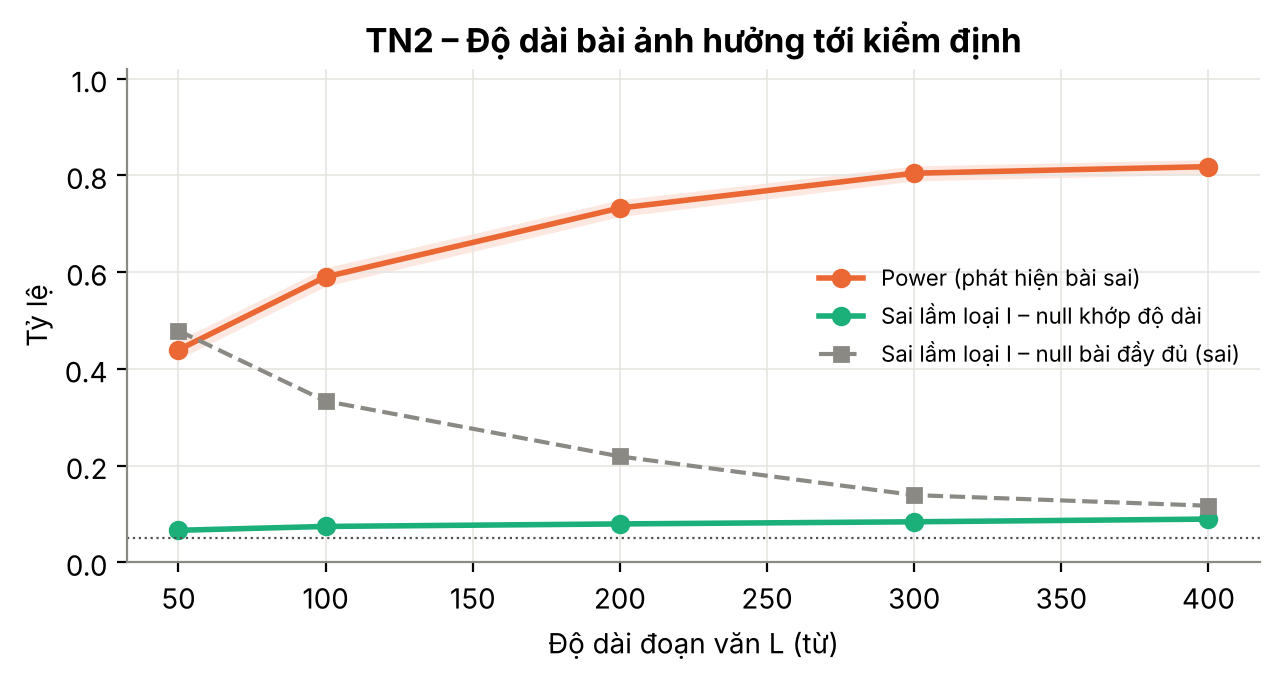 TN2 – Độ dài bài ảnh hưởng tới kiểm định
1.0
0.8
0.6
0.4
0.2
0.0
Tỷ lệ
Power (phát hiện bài sai)
Sai lầm loại I – null khớp độ dài
Sai lầm loại I – null bài đầy đủ (sai)
50 100 150 200 250 300 350 400
Độ dài đoạn văn L (từ)